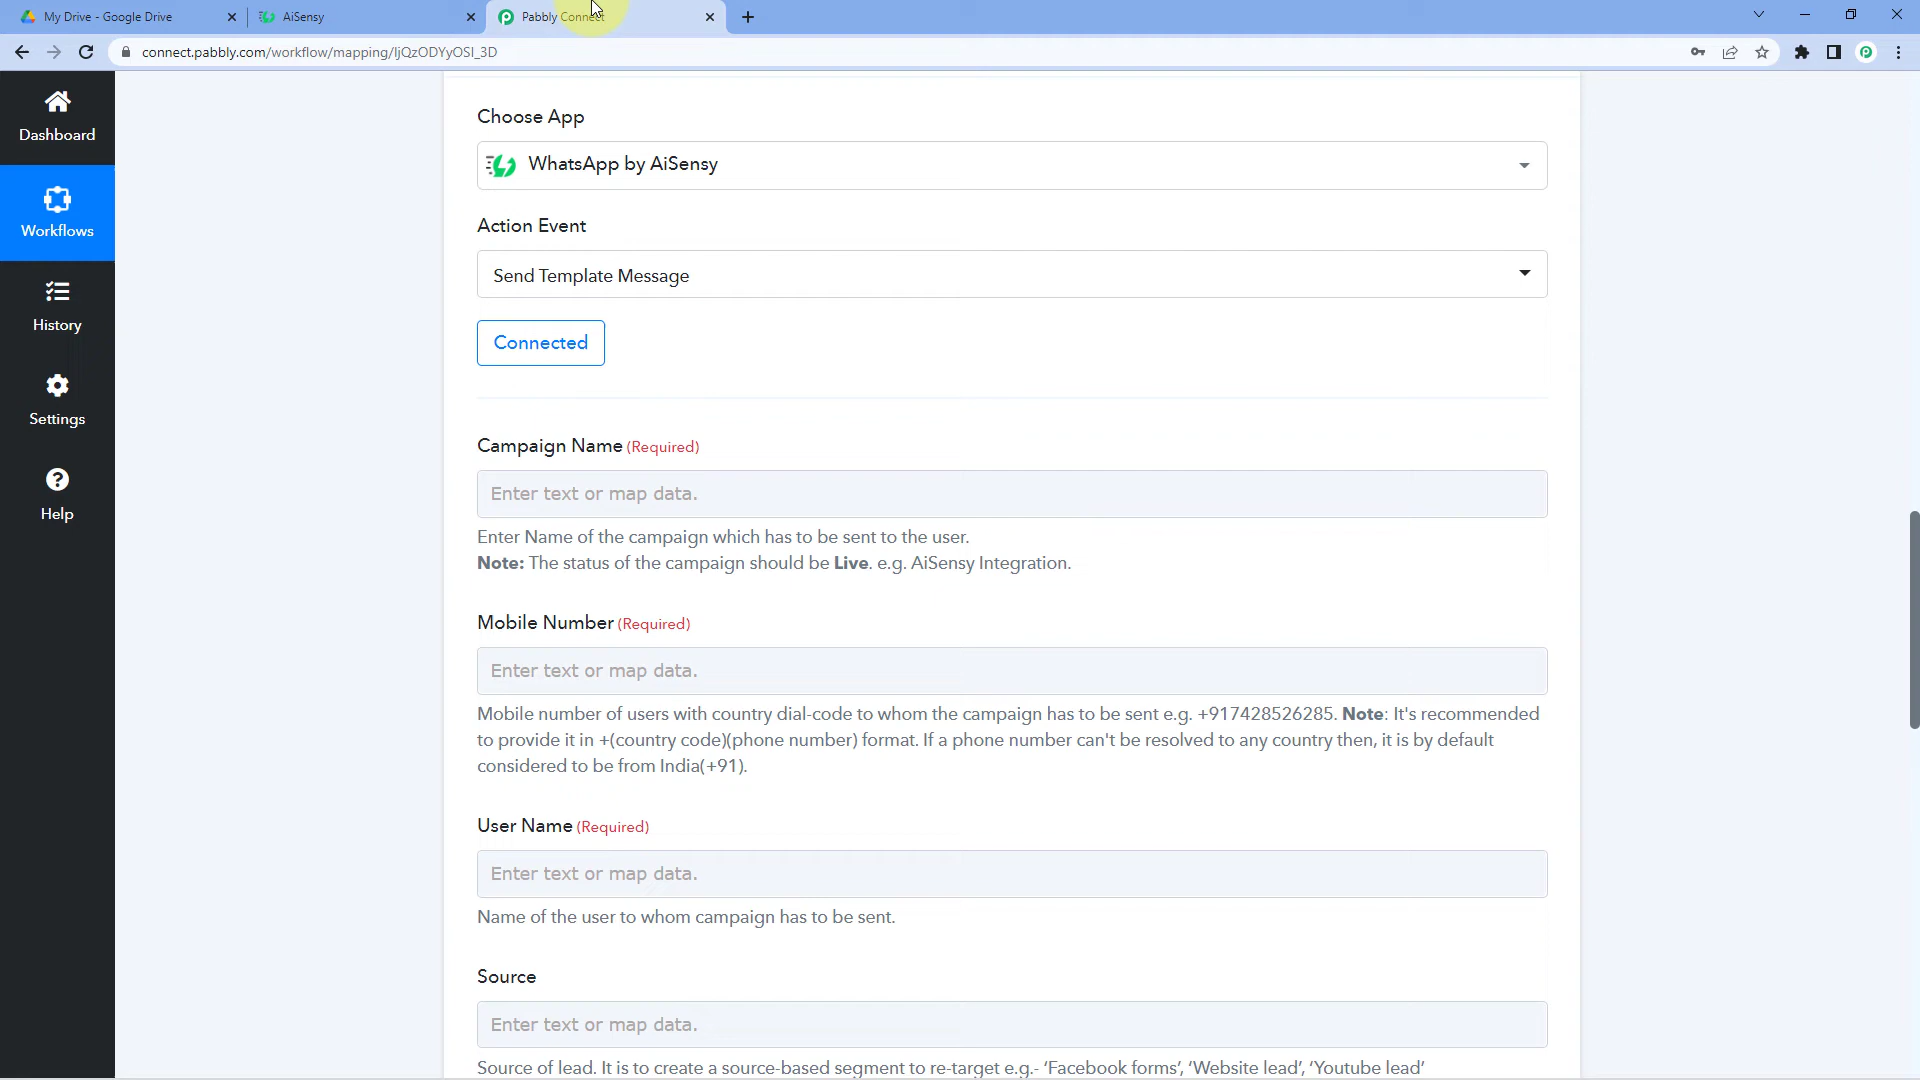 My Drive - Google Drive
AiSensy
Pabbly Connect
connect.pabbly.com/workflow/mapping/IjQzODYyOSI_3D
Dashboard
Workflows
History
Settings
Help
Choose App
WhatsApp by AiSensy
Action Event
Send Template Message
Connected
Campaign Name (Required)
Enter text or map data.
Enter Name of the campaign which has to be sent to the user.
Note: The status of the campaign should be Live. e.g. AiSensy Integration.
Mobile Number (Required)
Enter text or map data.
Mobile number of users with country dial-code to whom the campaign has to be sent e.g. +917428526285. Note: It's recommended
to provide it in +(country code)(phone number) format. If a phone number can't be resolved to any country then, it is by default
considered to be from India(+91).
User Name (Required)
Enter text or map data.
Name of the user to whom campaign has to be sent.
Source
Enter text or map data.
Source of lead. It is to create a source-based segment to re-target e.g.- ‘Facebook forms’, ‘Website lead’, ‘Youtube lead’